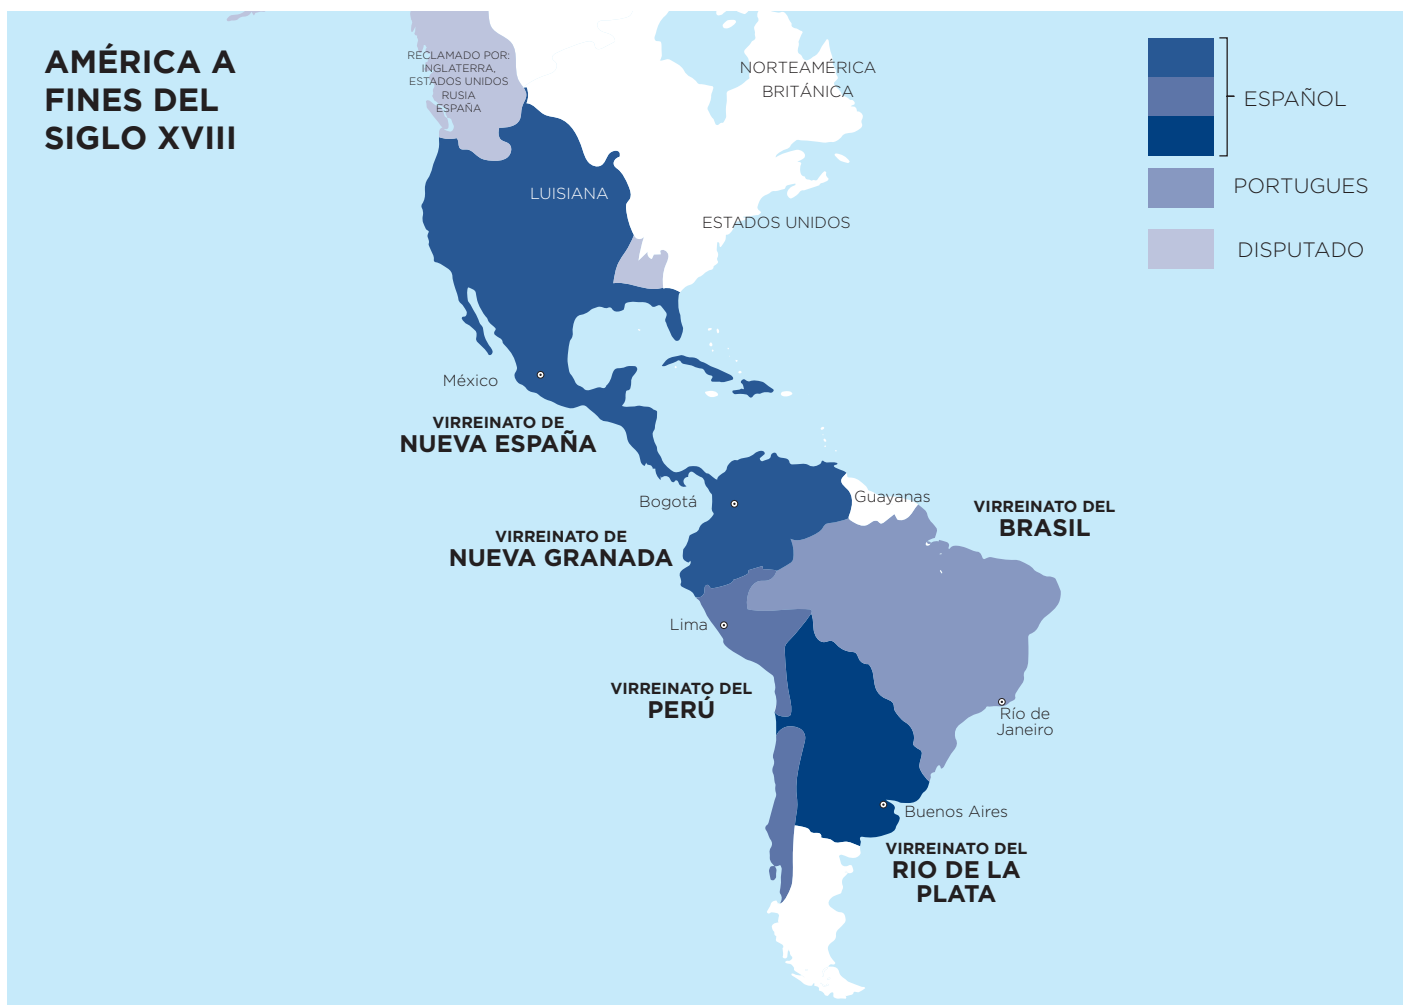 AMÉRICA A
FINES DEL
SIGLO XVIII
RECLAMADO POR:
INGLATERRA,
ESTADOS UNIDOS
RUSIA
ESPAÑA
NORTEAMÉRICA
BRITÁNICA
ESPAÑOL
PORTUGUES
DISPUTADO
LUISIANA
ESTADOS UNIDOS
México
VIRREINATO DE
NUEVA ESPAÑA
Bogotá
Guayanas
VIRREINATO DEL
BRASIL
VIRREINATO DE
NUEVA GRANADA
Lima
VIRREINATO DEL
PERÚ
Río de
Janeiro
Buenos Aires
VIRREINATO DEL
RIO DE LA
PLATA